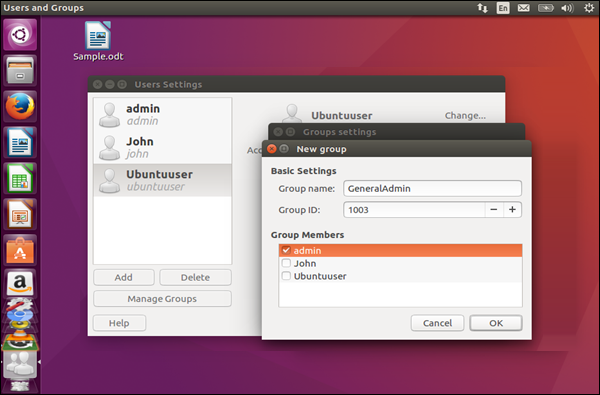 Users and Groups
En
Sample.odt
Users Settings
admin
admin
John
john
Ubuntuuser
ubuntuuser
Ubuntuuser
Change...
Acc
Add
Delete
Manage Groups
Help
Groups settings
New group
Basic Settings
Group name: GeneralAdmin
Group ID: 1003
Group Members
admin
John
Ubuntuuser
Cancel
OK